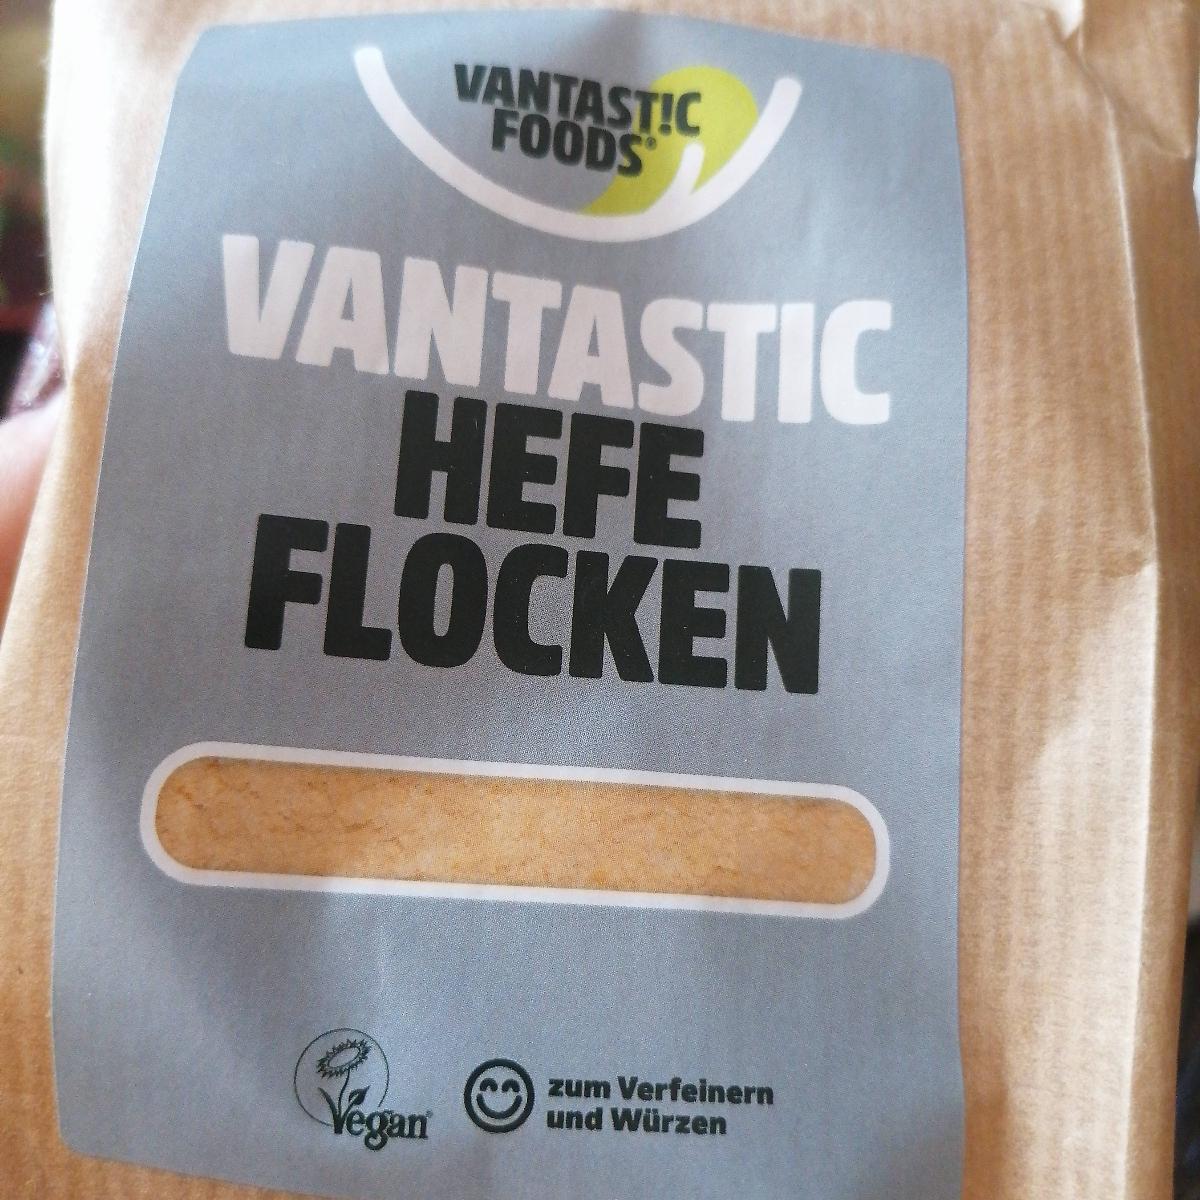 VANTAST!C
FOODS®
VANTASTIC
HEFE
FLOCKEN
Vegan®
zum Verfeinern
und Würzen